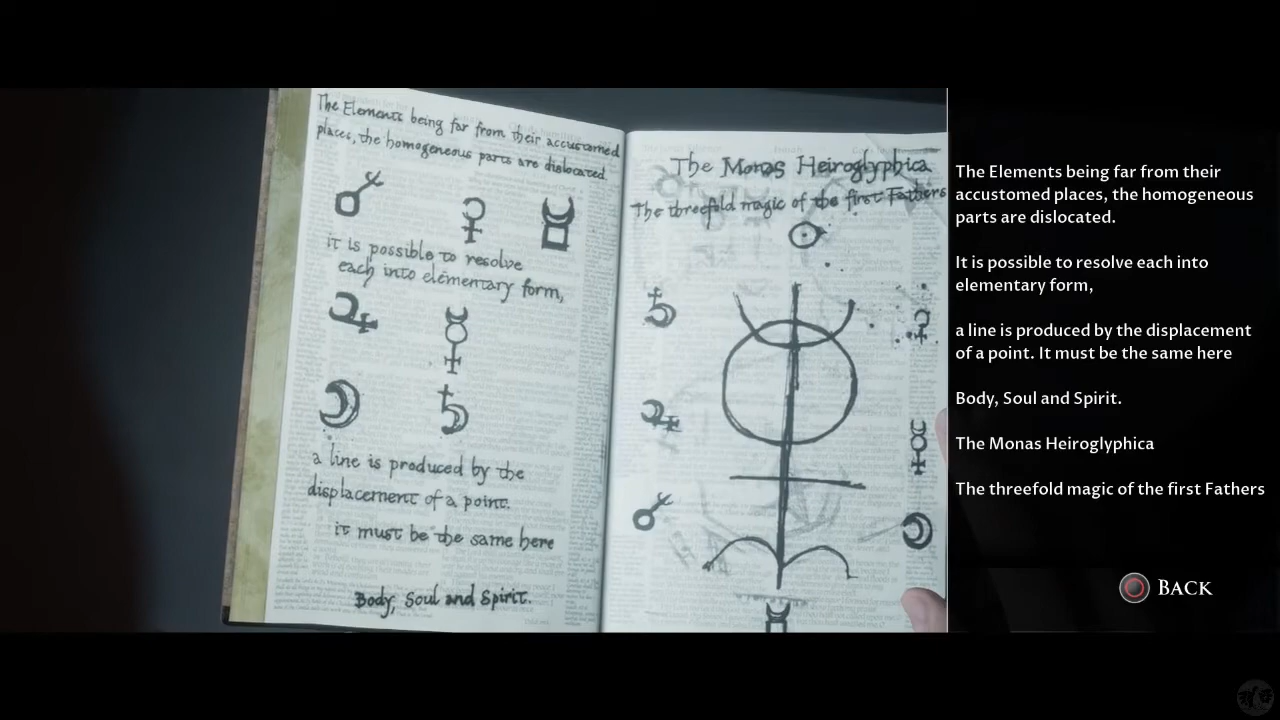 The Elements being far from their accustomed
places, the homogeneous parts are dislocated.
it is possible to resolve
each into elementary form,
a line is produced by the
displacement of a point.
it must be the same here
Body, Soul and Spirit.
The Monas Heiroglyphica
The threefold magic of the first Fathers
The Elements being far from their
accustomed places, the homogeneous
parts are dislocated.
It is possible to resolve each into
elementary form,
a line is produced by the displacement
of a point. It must be the same here
Body, Soul and Spirit.
The Monas Heiroglyphica
The threefold magic of the first Fathers
Back